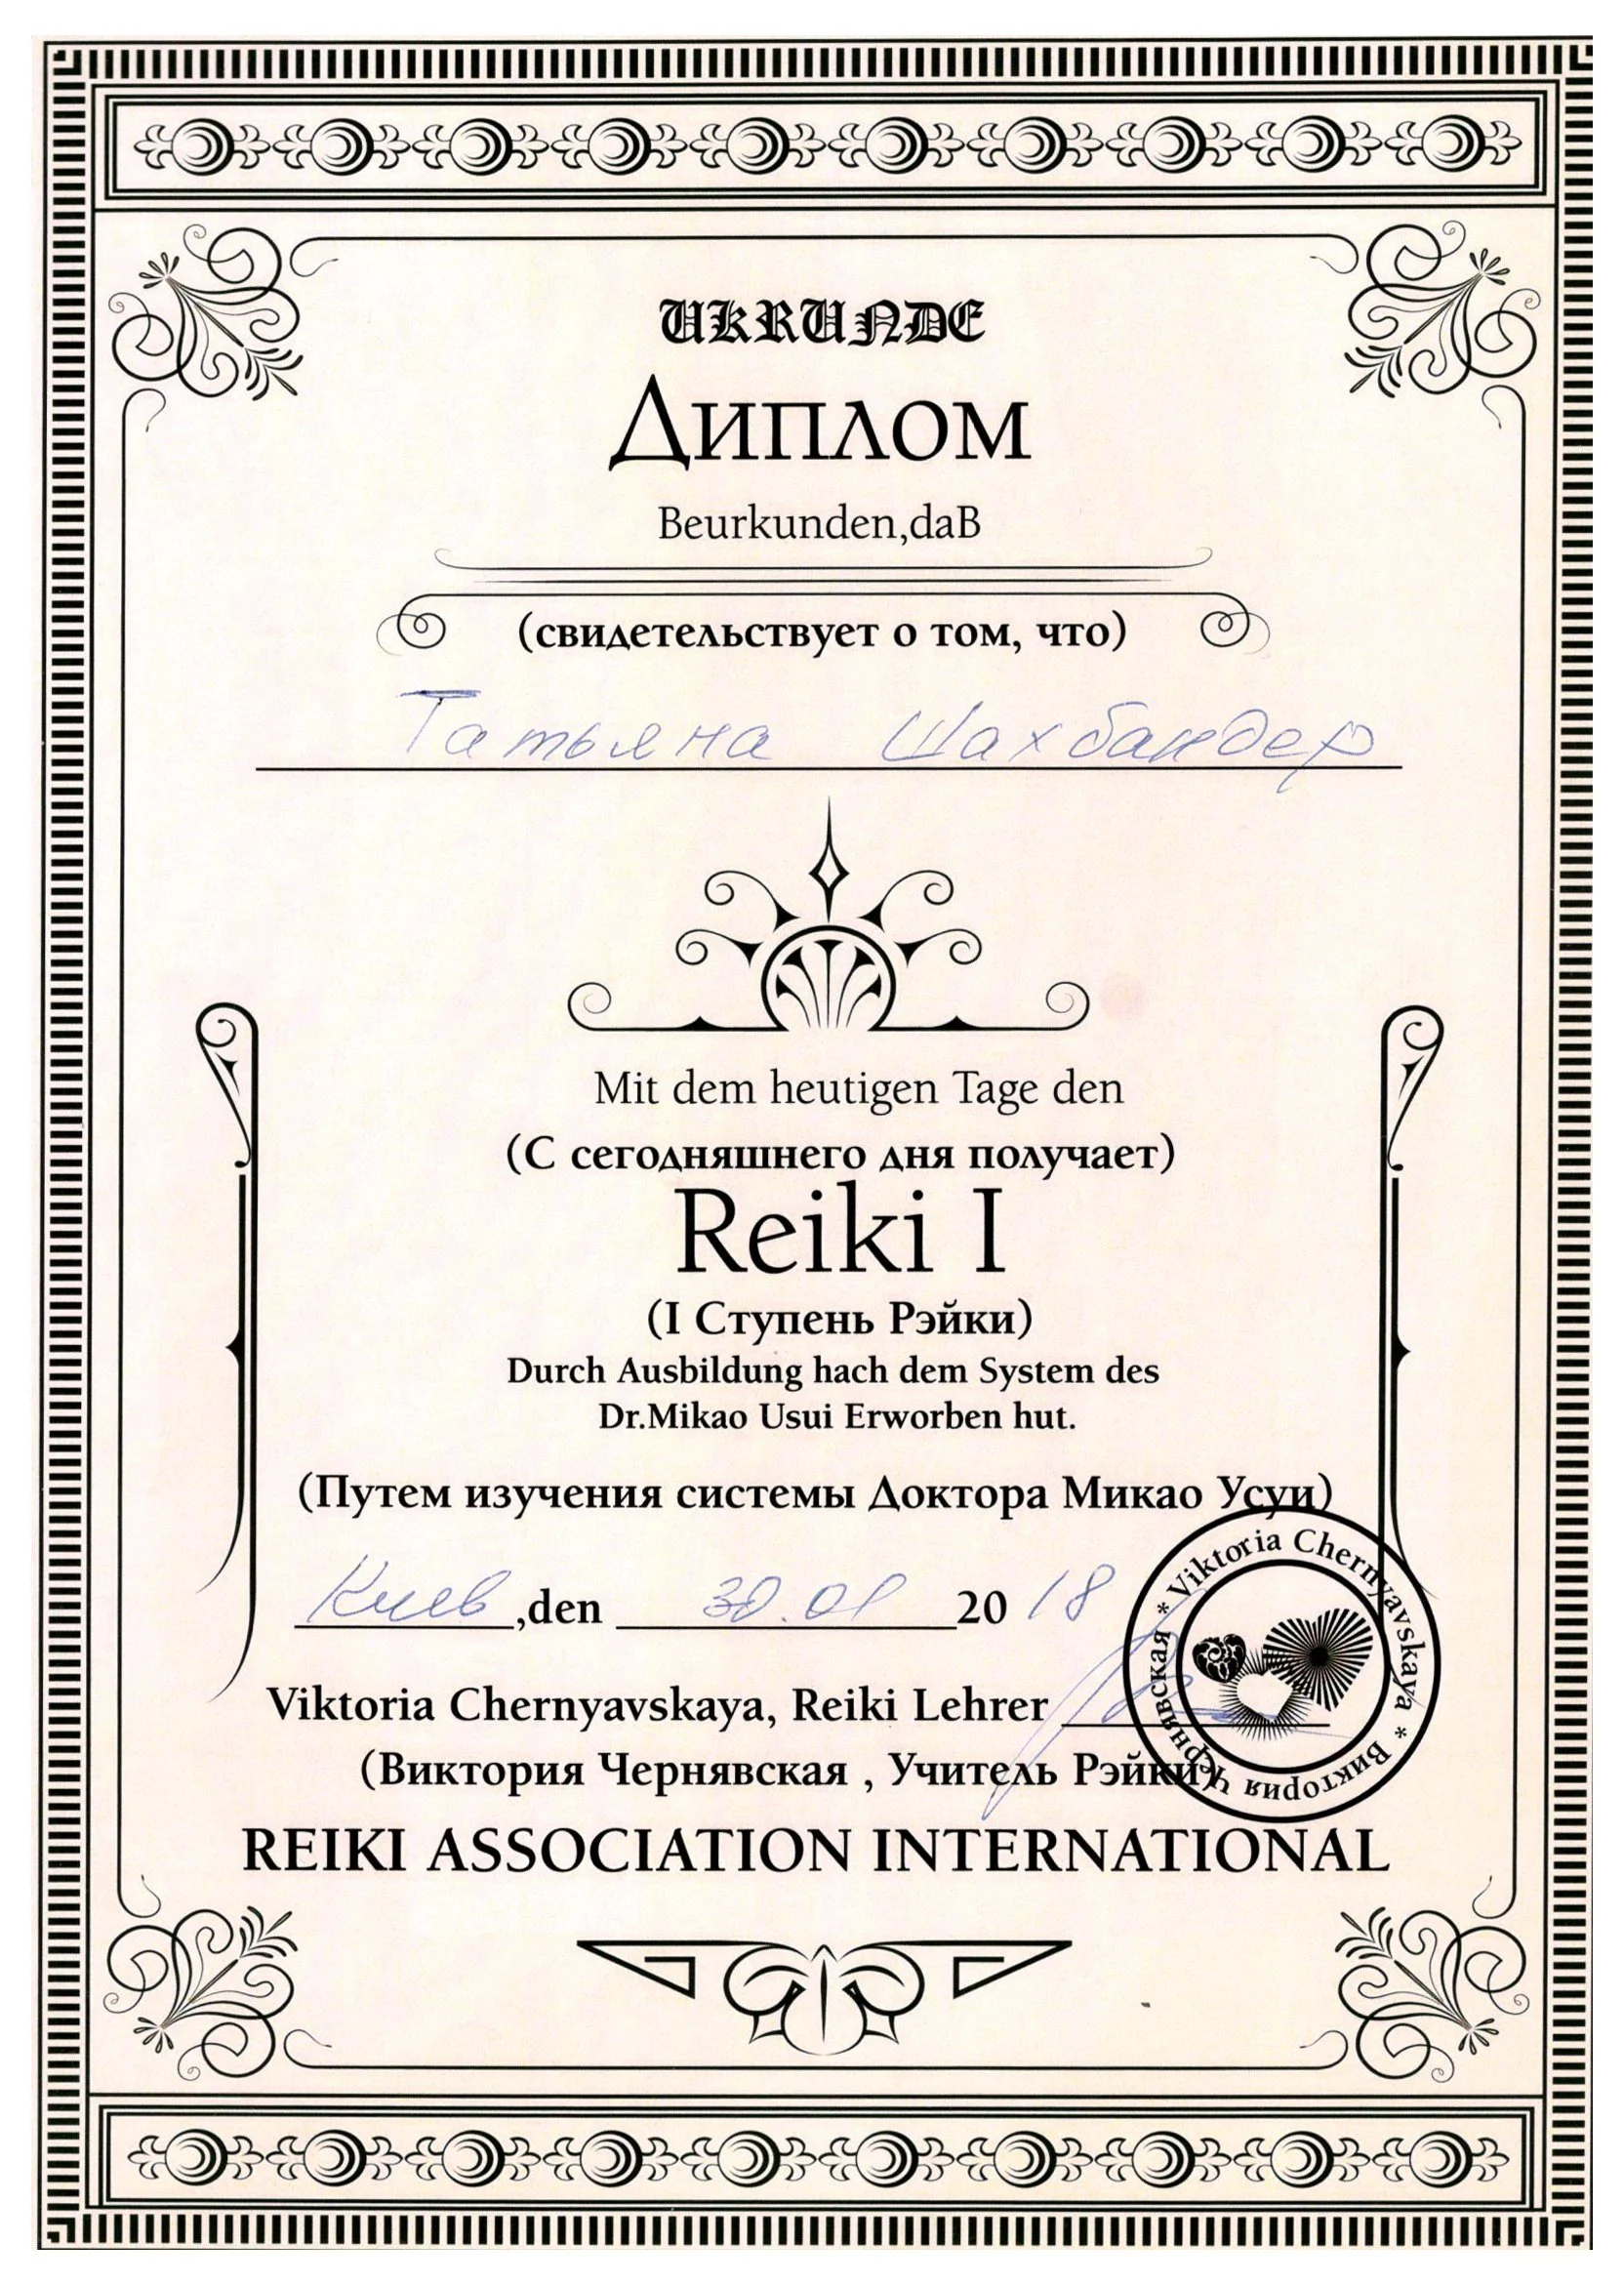 UKRUNDE
Диплом
Beurkunden,daB
(свидетельствует о том, что)
Татьяна Шахбандер
Mit dem heutigen Tage den
(С сегодняшнего дня получает)
Reiki I
(I Ступень Рэйки)
Durch Ausbildung hach dem System des
Dr.Mikao Usui Erworben hut.
(Путем изучения системы Доктора Микао Усуи)
Киев,den 30.01 2018
Viktoria Chernyavskaya, Reiki Lehrer
(Виктория Чернявская , Учитель Рэйки)
* Viktoria Chernyavskaya * Виктория Чернявская
REIKI ASSOCIATION INTERNATIONAL